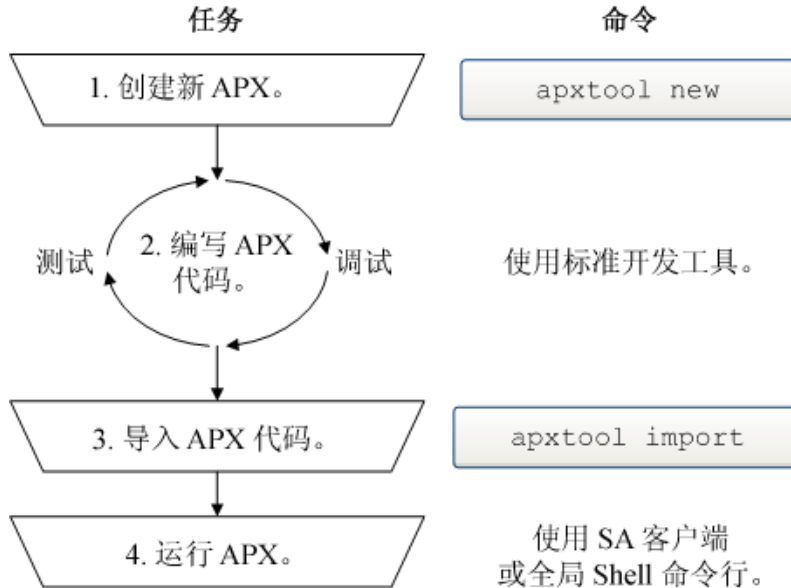 任务
命令
1. 创建新 APX。
apxtool new
2. 编写 APX
代码。
测试
调试
使用标准开发工具。
3. 导入 APX 代码。
apxtool import
4. 运行 APX。
使用 SA 客户端
或全局 Shell 命令行。